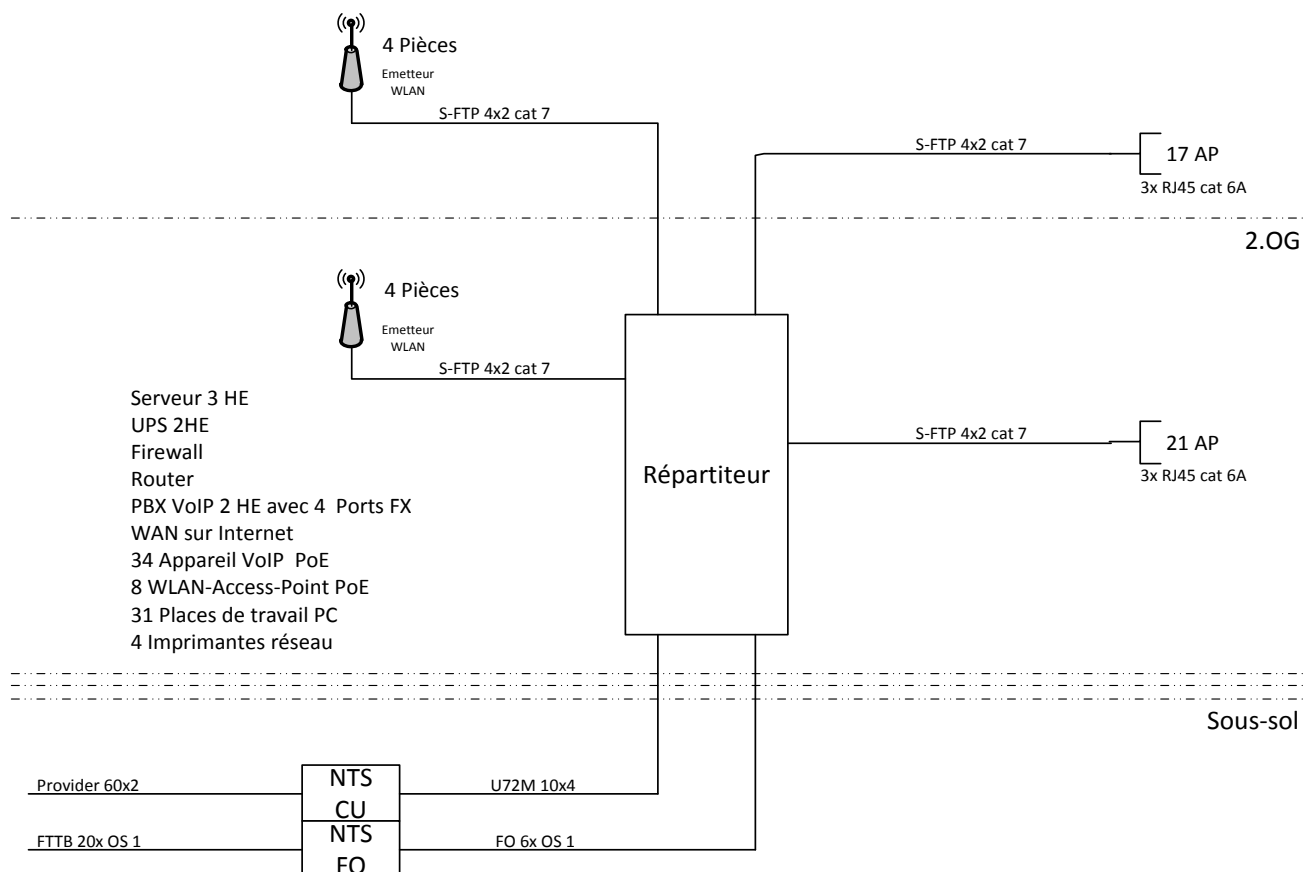 4 Pièces
Emetteur
WLAN
S-FTP 4x2 cat 7
S-FTP 4x2 cat 7
17 AP
3x RJ45 cat 6A
2.OG
4 Pièces
Emetteur
WLAN
S-FTP 4x2 cat 7
Serveur 3 HE
UPS 2HE
Firewall
Router
PBX VoIP 2 HE avec 4 Ports FX
WAN sur Internet
34 Appareil VoIP PoE
8 WLAN-Access-Point PoE
31 Places de travail PC
4 Imprimantes réseau
Répartiteur
S-FTP 4x2 cat 7
21 AP
3x RJ45 cat 6A
Sous-sol
Provider 60x2
NTS
CU
U72M 10x4
FTTB 20x OS 1
NTS
FO
FO 6x OS 1